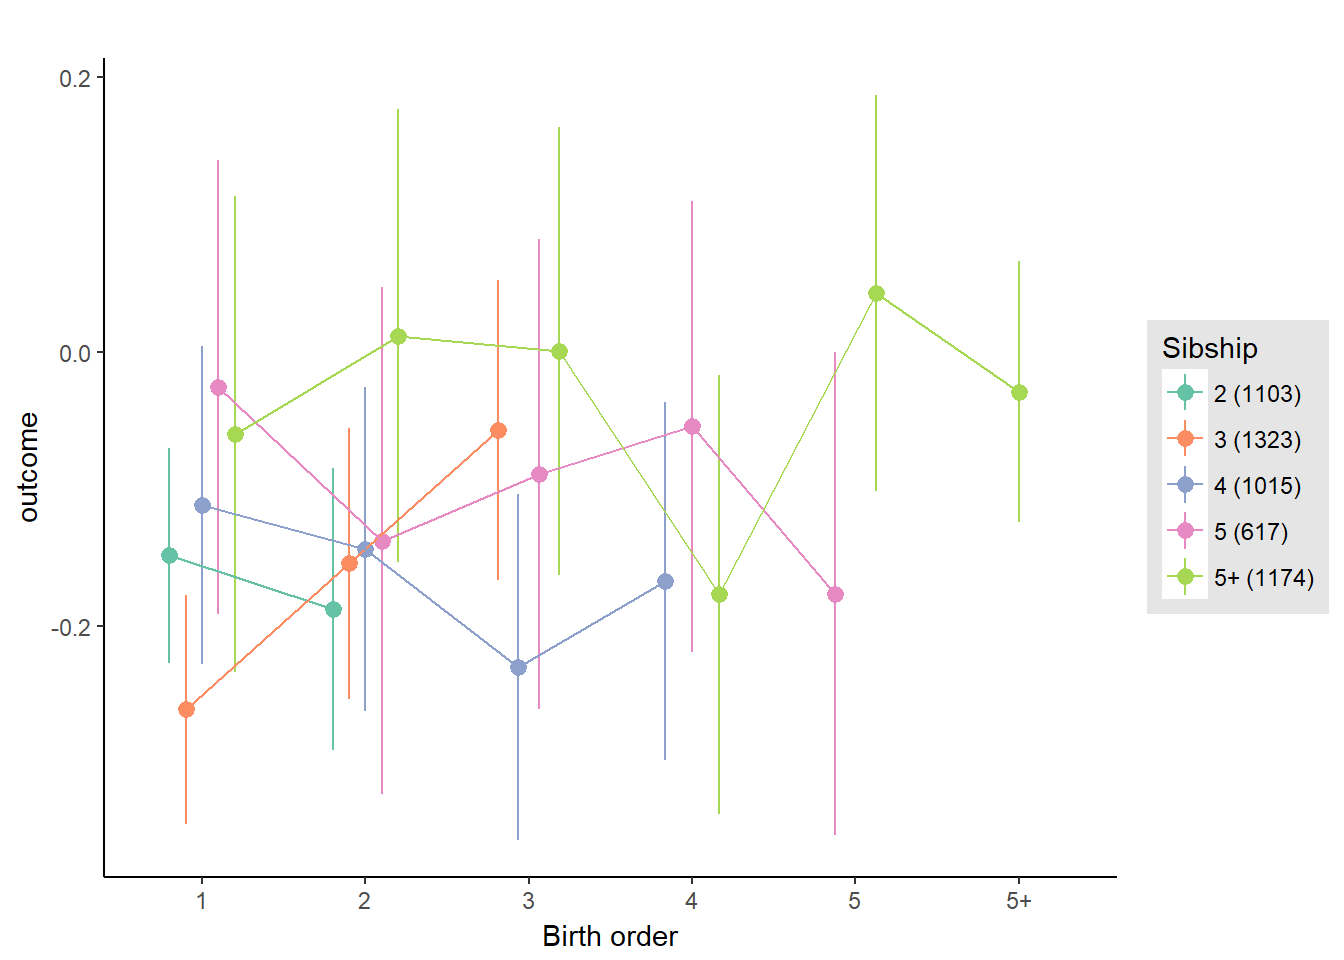 0.2
0.0
-0.2
outcome
1 2 3 4 5 5+
Birth order
Sibship
2 (1103)
3 (1323)
4 (1015)
5 (617)
5+ (1174)